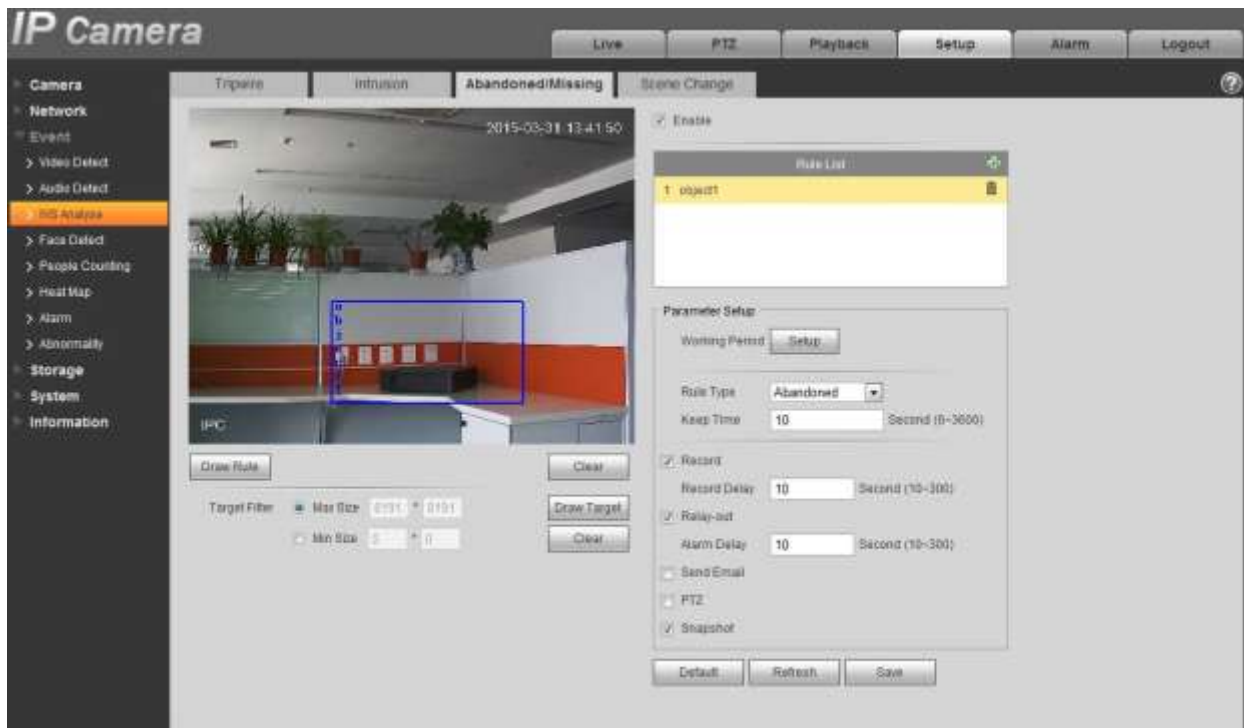 IP Camera
Live PTZ Playback Setup Alarm Logout
Camera
Network
Event
Video Detect
Audio Detect
IVS Analyse
Face Detect
People Counting
Heat Map
Alarm
Abnormality
Storage
System
Information
Tripwire Intrusion Abandoned/Missing Scene Change
2015-03-31 13:41:50
IPC
Draw Rule Clear
Target Filter Max Size 8191 * 8191 Draw Target
Min Size 0 * 0 Clear
Enable
Rule List
1 object1
Parameter Setup
Working Period Setup
Rule Type Abandoned
Keep Time 10 Second (6~3600)
Record
Record Delay 10 Second (10~300)
Relay-out
Alarm Delay 10 Second (10~300)
Send Email
PTZ
Snapshot
Default Refresh Save